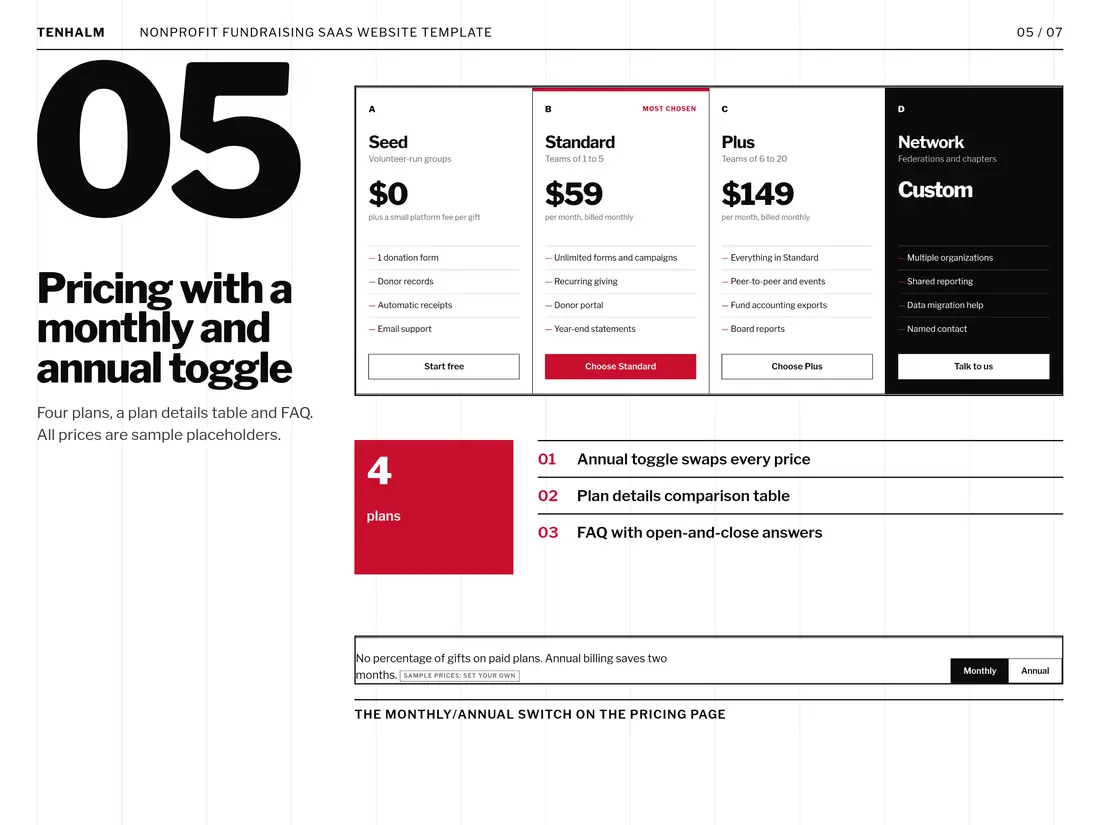 TENHALM NONPROFIT FUNDRAISING SAAS WEBSITE TEMPLATE 05 / 07
05
Pricing with a
monthly and
annual toggle
Four plans, a plan details table and FAQ.
All prices are sample placeholders.
A
Seed
Volunteer-run groups
$0
plus a small platform fee per gift
— 1 donation form
— Donor records
— Automatic receipts
— Email support
Start free
B MOST CHOSEN
Standard
Teams of 1 to 5
$59
per month, billed monthly
— Unlimited forms and campaigns
— Recurring giving
— Donor portal
— Year-end statements
Choose Standard
C
Plus
Teams of 6 to 20
$149
per month, billed monthly
— Everything in Standard
— Peer-to-peer and events
— Fund accounting exports
— Board reports
Choose Plus
D
Network
Federations and chapters
Custom
— Multiple organizations
— Shared reporting
— Data migration help
— Named contact
Talk to us
4
plans
01 Annual toggle swaps every price
02 Plan details comparison table
03 FAQ with open-and-close answers
No percentage of gifts on paid plans. Annual billing saves two
months. SAMPLE PRICES: SET YOUR OWN
Monthly Annual
THE MONTHLY/ANNUAL SWITCH ON THE PRICING PAGE